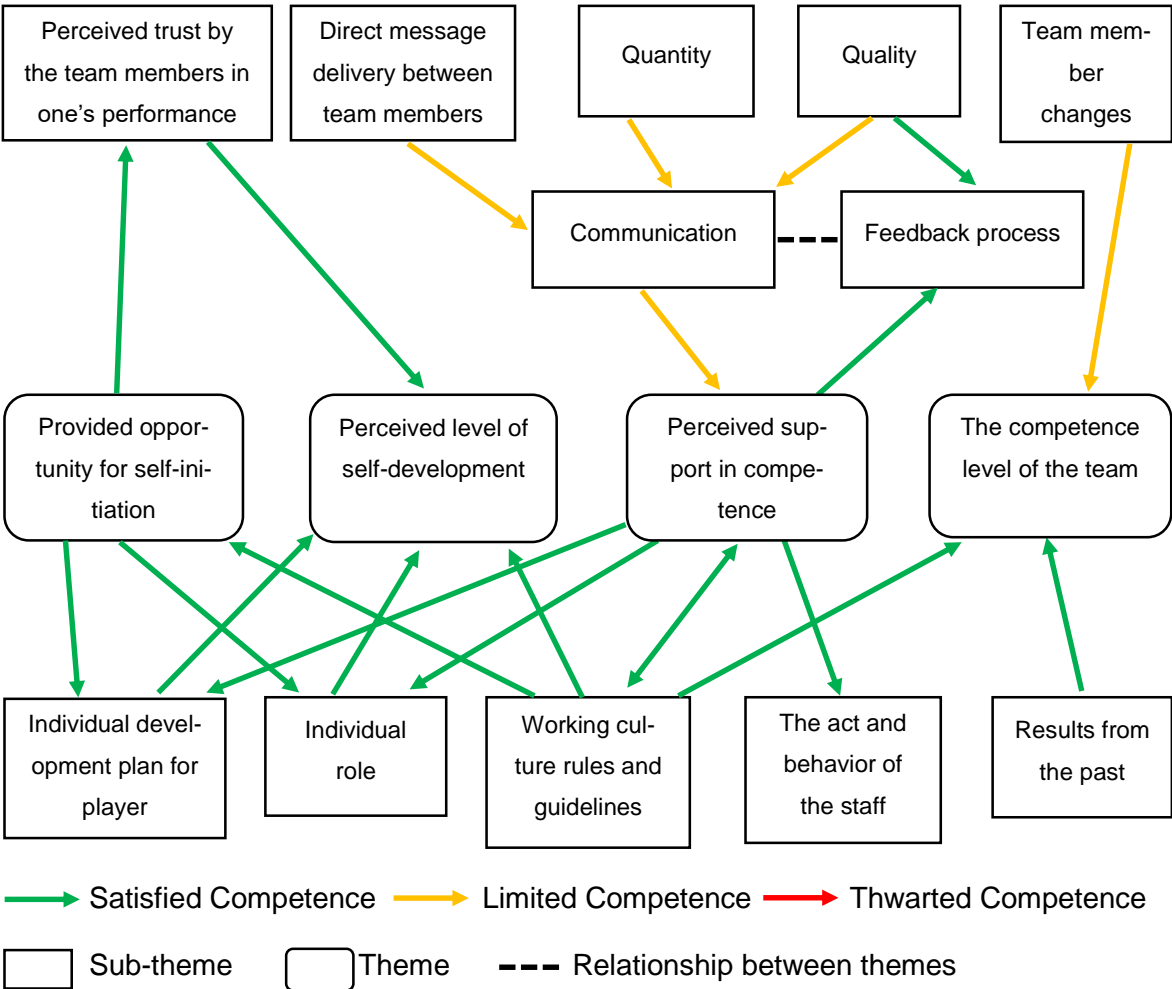 Perceived trust by
the team members in
one's performance
Direct message
delivery between
team members
Quantity
Quality
Team mem-
ber
changes
Communication
Feedback process
Provided oppor-
tunity for self-ini-
tiation
Perceived level of
self-development
Perceived sup-
port in compe-
tence
The competence
level of the team
Individual devel-
opment plan for
player
Individual
role
Working cul-
ture rules and
guidelines
The act and
behavior of
the staff
Results from
the past
Satisfied Competence
Limited Competence
Thwarted Competence
Sub-theme
Theme
Relationship between themes